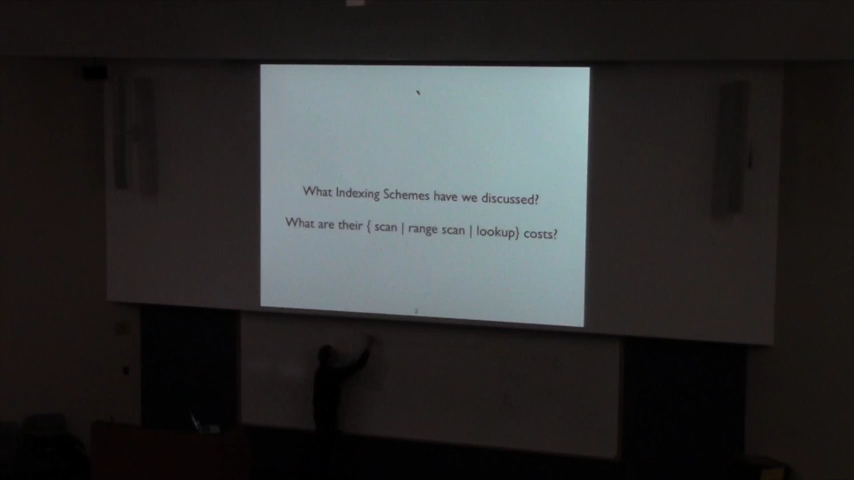 What Indexing Schemes have we discussed?
What are their { scan | range scan | lookup} costs?